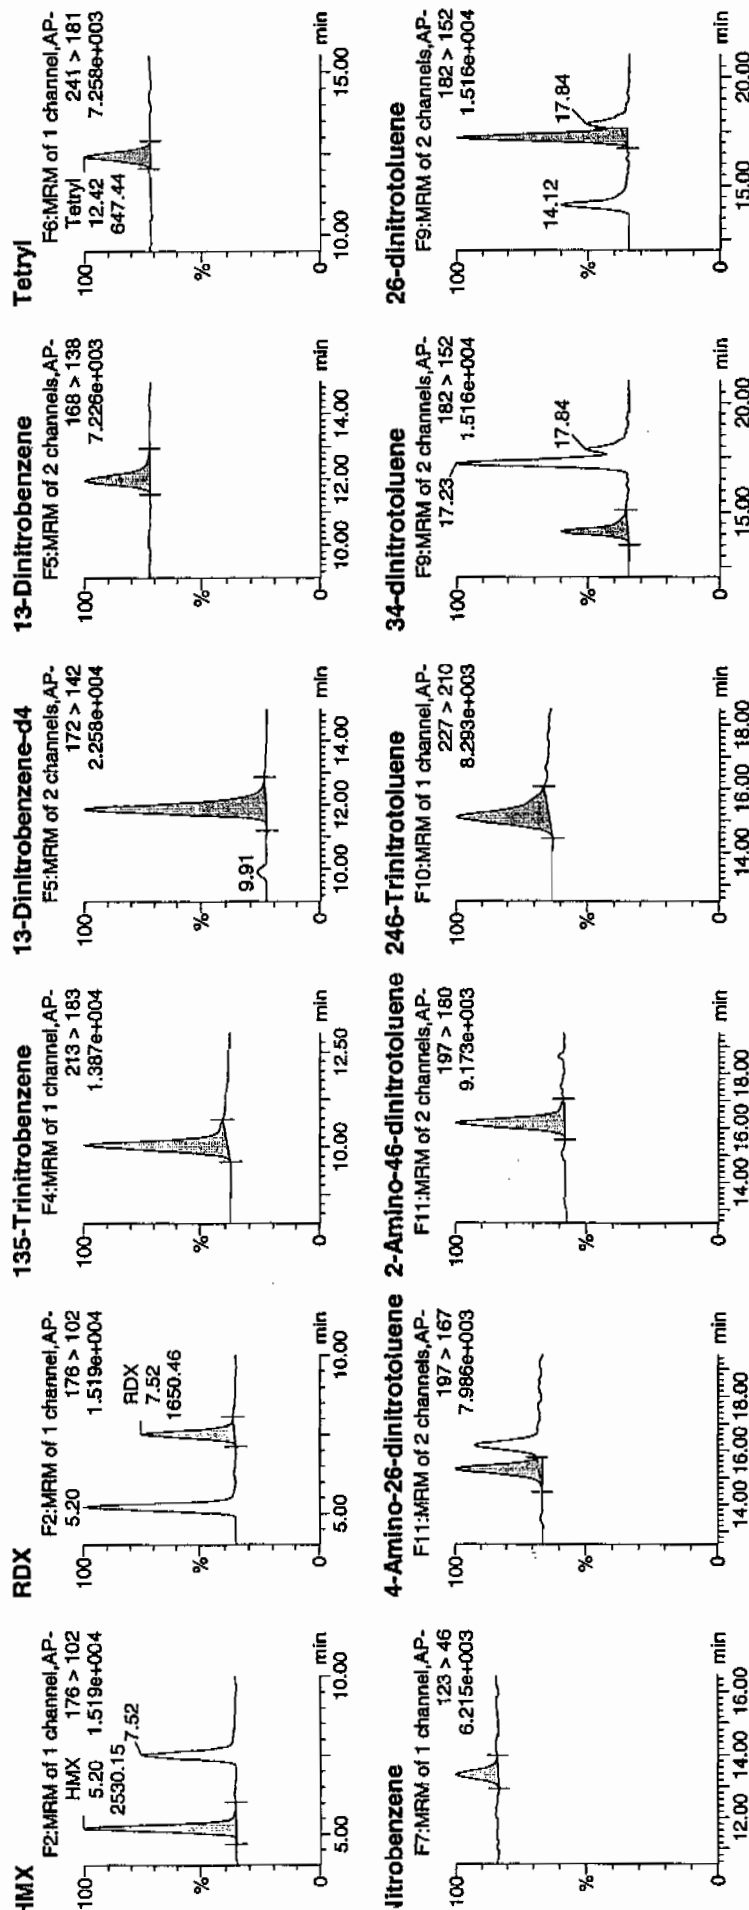 HMX
F2:MRM of 1 channel,AP-
HMX 176 > 102
5.20 1.519e+004
2530.15
7.52
100
%
0
5.00 10.00 min
RDX
F2:MRM of 1 channel,AP-
5.20 176 > 102
1.519e+004
RDX
7.52
1650.46
100
%
0
5.00 10.00 min
135-Trinitrobenzene
F4:MRM of 1 channel,AP-
213 > 183
1.387e+004
100
%
0
10.00 12.50 min
13-Dinitrobenzene-d4
F5:MRM of 2 channels,AP-
172 > 142
2.258e+004
9.91
100
%
0
10.00 12.00 14.00 min
13-Dinitrobenzene
F5:MRM of 2 channels,AP-
168 > 138
7.226e+003
100
%
0
10.00 12.00 14.00 min
Tetryl
F6:MRM of 1 channel,AP-
Tetryl 241 > 181
12.42 7.258e+003
647.44
100
%
0
10.00 15.00 min
Nitrobenzene
F7:MRM of 1 channel,AP-
123 > 46
6.215e+003
100
%
0
12.00 14.00 16.00 min
4-Amino-26-dinitrotoluene
F11:MRM of 2 channels,AP-
197 > 167
7.986e+003
100
%
0
14.00 16.00 18.00 min
2-Amino-46-dinitrotoluene
F11:MRM of 2 channels,AP-
197 > 180
9.173e+003
100
%
0
14.00 16.00 18.00 min
246-Trinitrotoluene
F10:MRM of 1 channel,AP-
227 > 210
8.293e+003
100
%
0
14.00 16.00 18.00 min
34-dinitrotoluene
F9:MRM of 2 channels,AP-
17.23 182 > 152
1.516e+004
17.84
100
%
0
15.00 20.00 min
26-dinitrotoluene
F9:MRM of 2 channels,AP-
182 > 152
1.516e+004
17.84
14.12
100
%
0
15.00 20.00 min